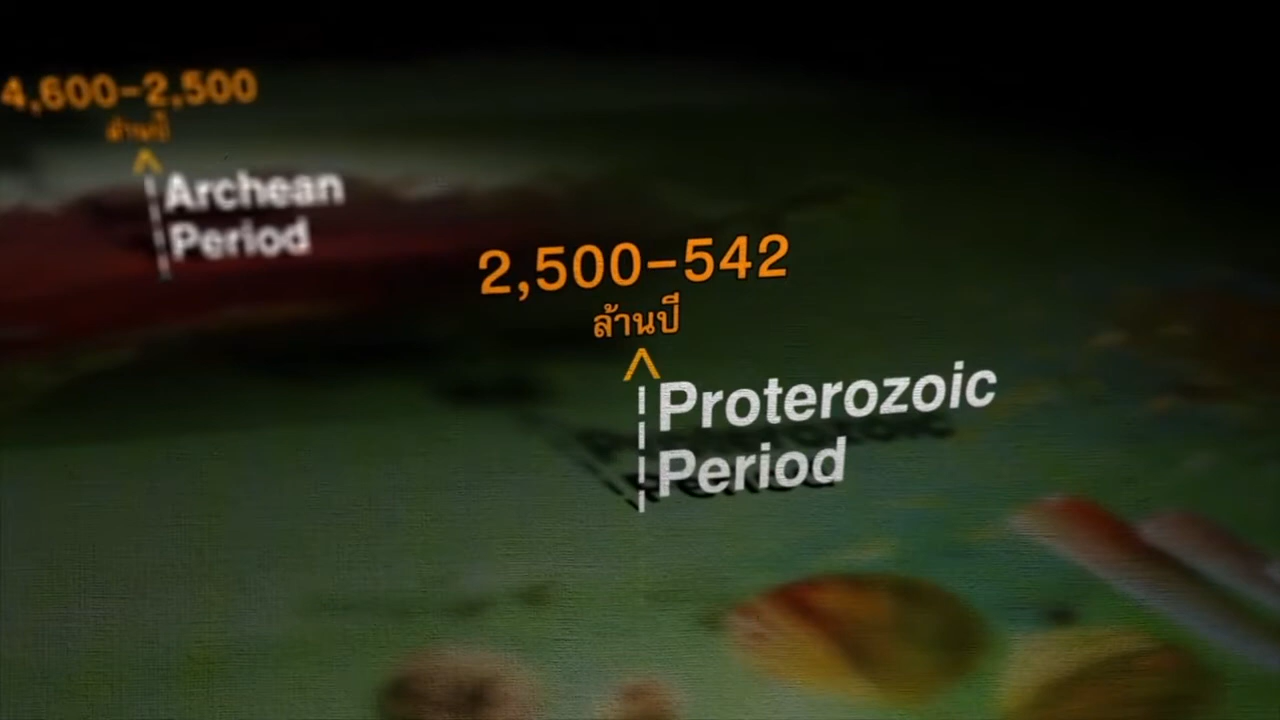 4,600–2,500
ล้านปี
^
Archean
Period
2,500–542
ล้านปี
^
Proterozoic
Period